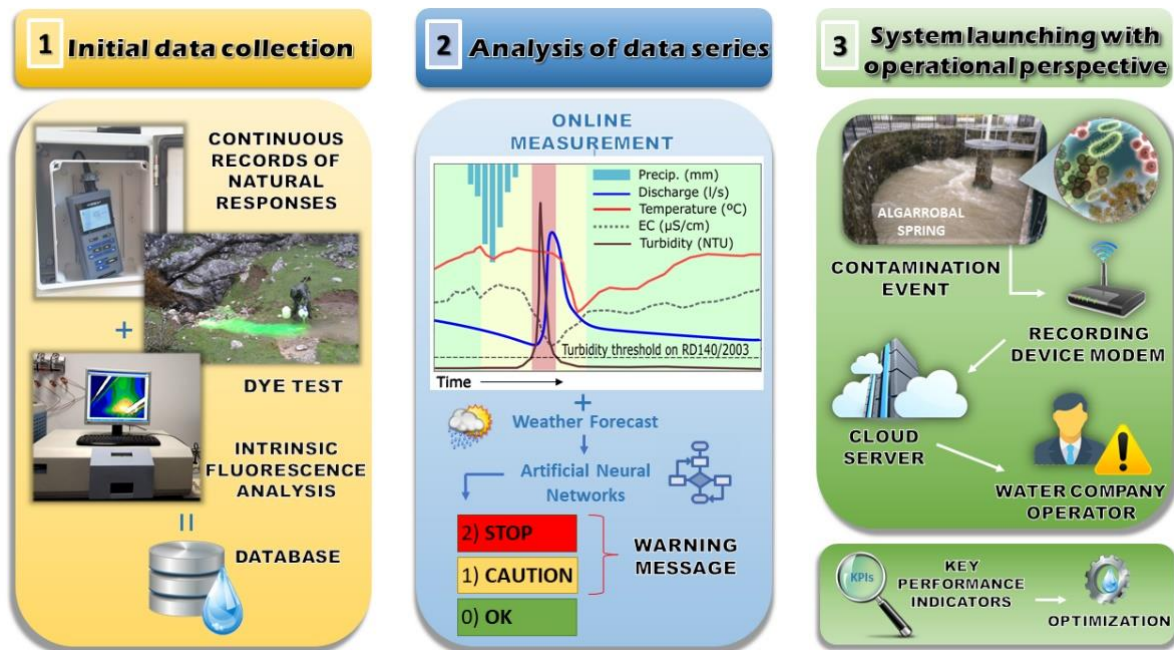 1 Initial data collection
CONTINUOUS
RECORDS OF
NATURAL
RESPONSES
+
DYE TEST
INTRINSIC
FLUORESCENCE
ANALYSIS
=
DATABASE
2 Analysis of data series
ONLINE
MEASUREMENT
Precip. (mm)
Discharge (l/s)
Temperature (ºC)
EC (µS/cm)
Turbidity (NTU)
Turbidity threshold on RD140/2003
Time
+
Weather Forecast
Artificial Neural
Networks
2) STOP
1) CAUTION
0) OK
WARNING
MESSAGE
3 System launching with
operational perspective
ALGARROBAL
SPRING
CONTAMINATION
EVENT
RECORDING
DEVICE MODEM
CLOUD
SERVER
WATER COMPANY
OPERATOR
KPIs
KEY
PERFORMANCE
INDICATORS
OPTIMIZATION